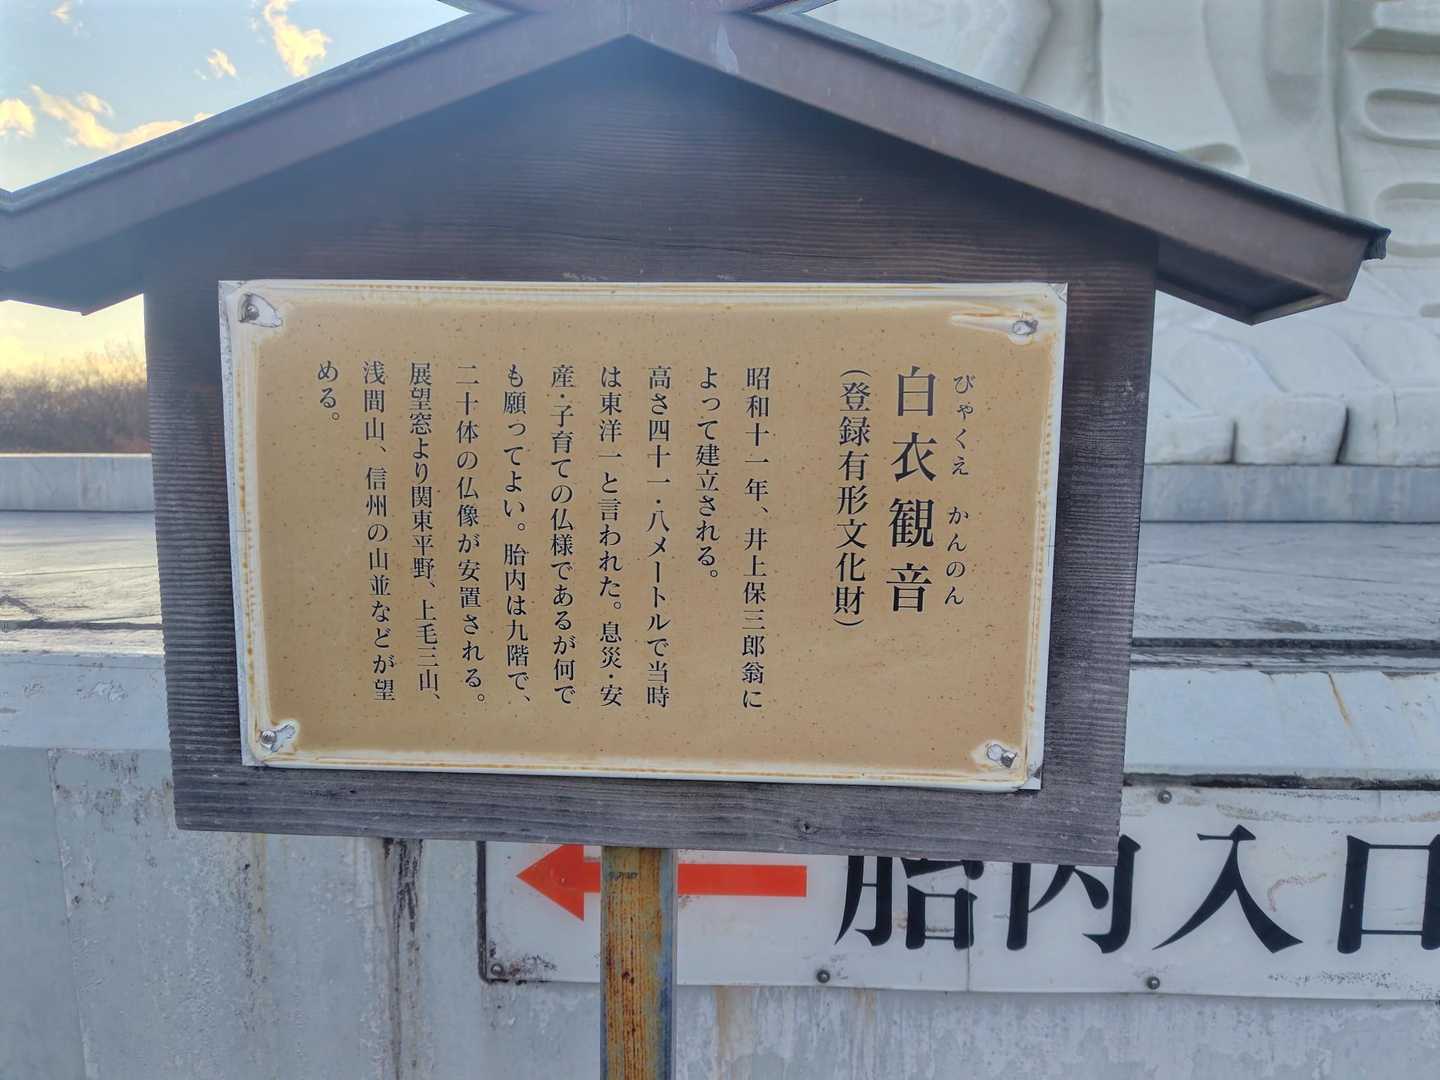 びゃくえ かんのん
白衣観音
（登録有形文化財）
昭和十一年、井上保三郎翁に
よって建立される。
高さ四十一・八メートルで当時
は東洋一と言われた。息災・安
産・子育ての仏様であるが何で
も願ってよい。胎内は九階で、
二十体の仏像が安置される。
展望窓より関東平野、上毛三山、
浅間山、信州の山並などが望
める。
胎内入口